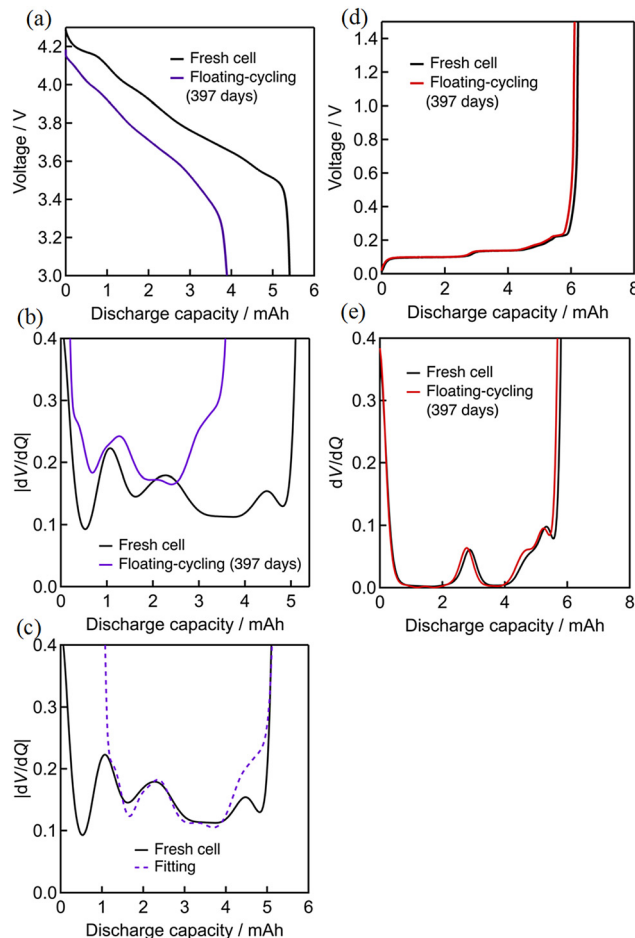 (a)
4.2
4.0
3.8
3.6
3.4
3.2
3.0
Voltage / V
Fresh cell
Floating-cycling
(397 days)
0 1 2 3 4 5 6
Discharge capacity / mAh
(b)
0.4
0.3
0.2
0.1
0.0
|dV/dQ|
Fresh cell
Floating-cycling (397 days)
0 1 2 3 4 5
Discharge capacity / mAh
(c)
0.4
0.3
0.2
0.1
0.0
|dV/dQ|
Fresh cell
Fitting
0 1 2 3 4 5 6
Discharge capacity / mAh
(d)
1.4
1.2
1.0
0.8
0.6
0.4
0.2
0.0
Voltage / V
Fresh cell
Floating-cycling
(397 days)
0 2 4 6 8
Discharge capacity / mAh
(e)
0.4
0.3
0.2
0.1
0.0
dV/dQ
Fresh cell
Floating-cycling
(397 days)
0 2 4 6 8
Discharge capacity / mAh